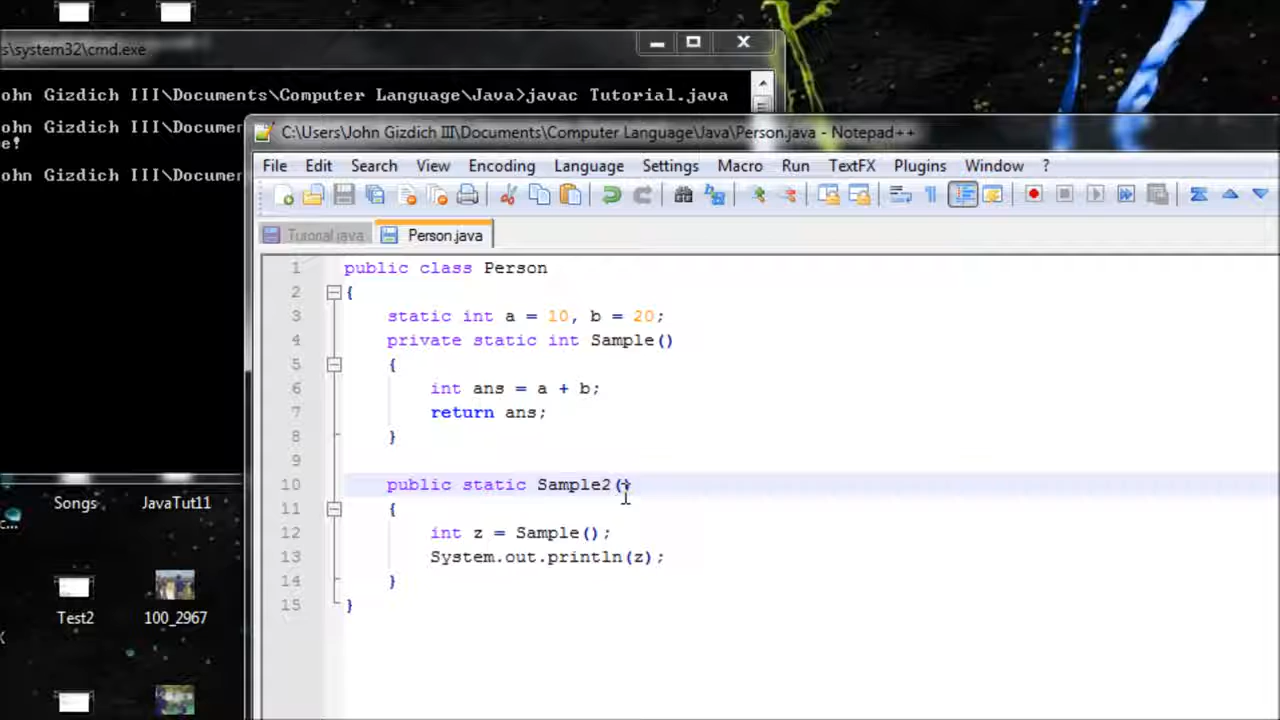 s\system32\cmd.exe
ohn Gizdich III\Documents\Computer Language\Java>javac Tutorial.java
ohn Gizdich III\Documen
e!
ohn Gizdich III\Documen
C:\Users\John Gizdich III\Documents\Computer Language\Java\Person.java - Notepad++
File Edit Search View Encoding Language Settings Macro Run TextFX Plugins Window ?
Tutorial.java Person.java
1 public class Person
2 {
3 static int a = 10, b = 20;
4 private static int Sample()
5 {
6 int ans = a + b;
7 return ans;
8 }
9
10 public static Sample2()
11 {
12 int z = Sample();
13 System.out.println(z);
14 }
15 }
Songs JavaTut11
c...
Test2 100_2967
X